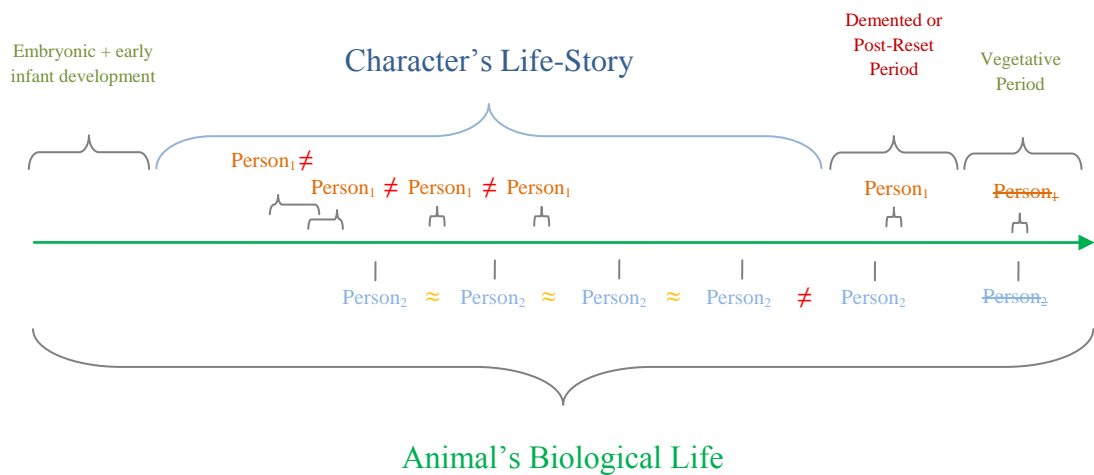 Embryonic + early
infant development
Character's Life-Story
Demented or
Post-Reset
Period
Vegetative
Period
Person₁ ≠
Person₁ ≠ Person₁ ≠ Person₁
Person₁
Person₁
Person₂ ≈ Person₂ ≈ Person₂ ≈ Person₂ ≠ Person₂
Person₂
Animal's Biological Life